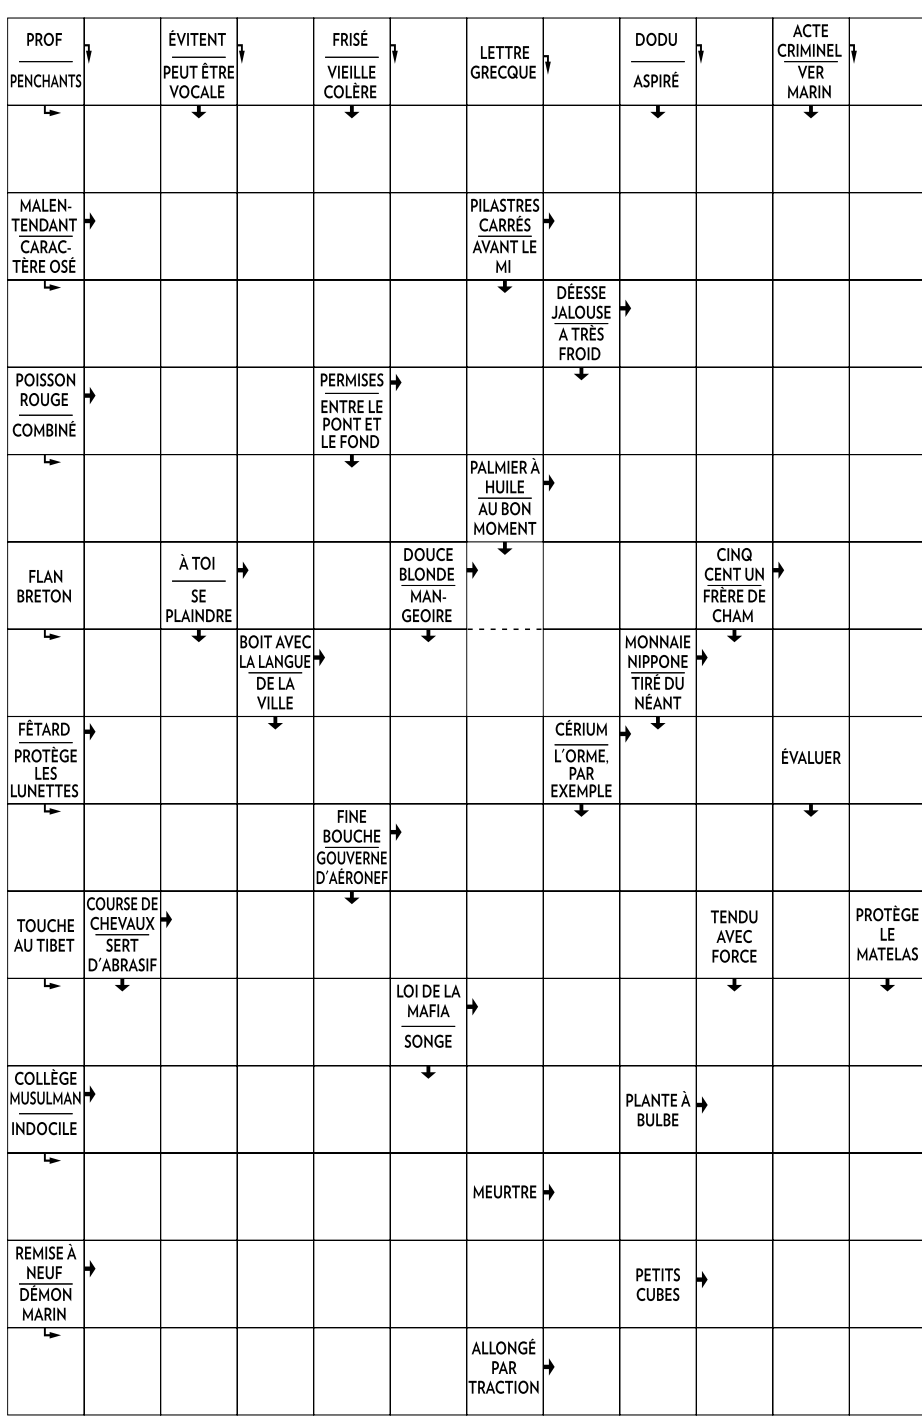 PROF
PENCHANTS
ÉVITENT
PEUT ÊTRE
VOCALE
FRISÉ
VIEILLE
COLÈRE
LETTRE
GRECQUE
DODU
ASPIRÉ
ACTE
CRIMINEL
VER
MARIN
MALEN-
TENDANT
CARAC-
TÈRE OSÉ
PILASTRES
CARRÉS
AVANT LE
MI
DÉESSE
JALOUSE
A TRÈS
FROID
POISSON
ROUGE
COMBINÉ
PERMISES
ENTRE LE
PONT ET
LE FOND
PALMIER À
HUILE
AU BON
MOMENT
FLAN
BRETON
À TOI
SE
PLAINDRE
DOUCE
BLONDE
MAN-
GEOIRE
CINQ
CENT UN
FRÈRE DE
CHAM
BOIT AVEC
LA LANGUE
DE LA
VILLE
MONNAIE
NIPPONE
TIRÉ DU
NÉANT
FÊTARD
PROTÈGE
LES
LUNETTES
CÉRIUM
L'ORME,
PAR
EXEMPLE
ÉVALUER
FINE
BOUCHE
GOUVERNE
D'AÉRONEF
TOUCHE
AU TIBET
COURSE DE
CHEVAUX
SERT
D'ABRASIF
TENDU
AVEC
FORCE
PROTÈGE
LE
MATELAS
LOI DE LA
MAFIA
SONGE
COLLÈGE
MUSULMAN
INDOCILE
PLANTE À
BULBE
MEURTRE
REMISE À
NEUF
DÉMON
MARIN
PETITS
CUBES
ALLONGÉ
PAR
TRACTION